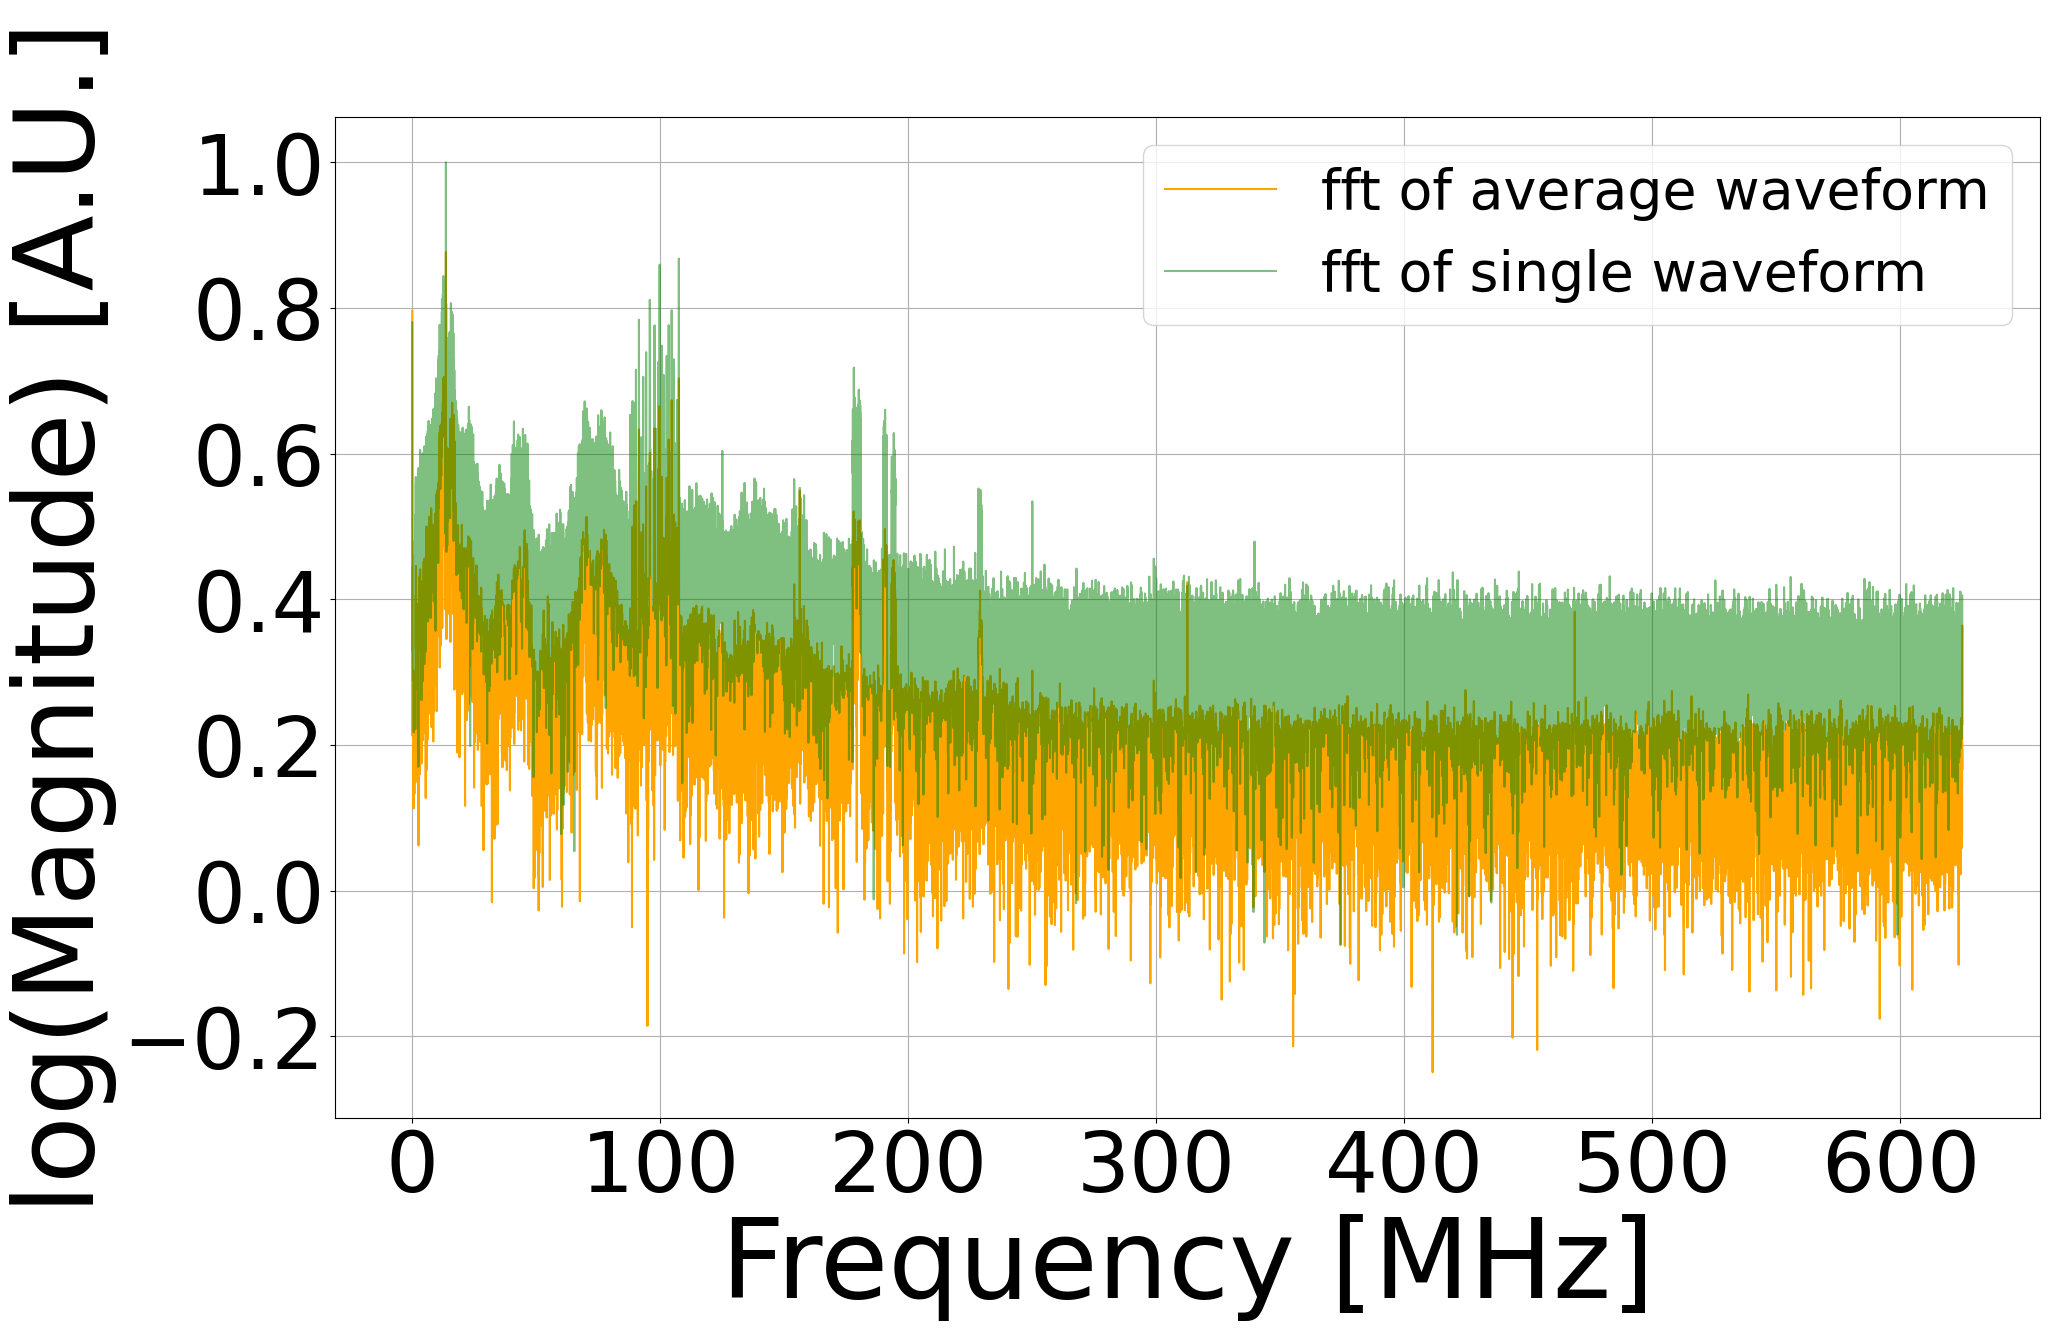 log(Magnitude) [A.U.]
1.0
0.8
0.6
0.4
0.2
0.0
−0.2
fft of average waveform
fft of single waveform
0 100 200 300 400 500 600
Frequency [MHz]